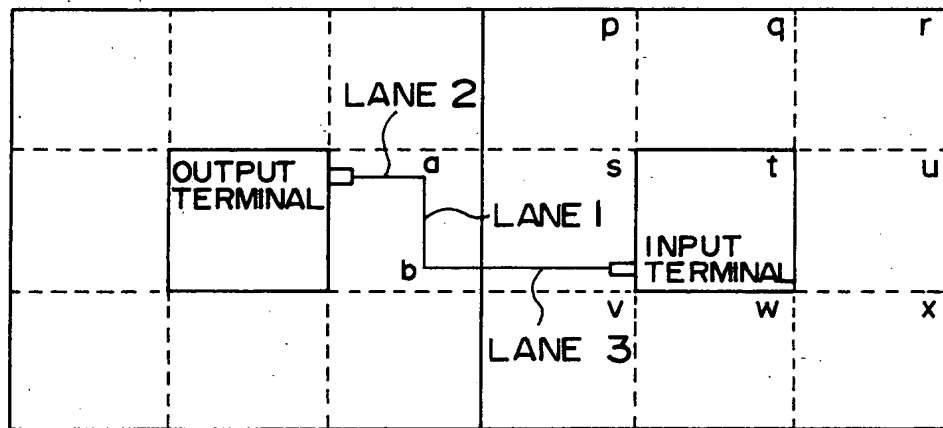 p q r
LANE 2
OUTPUT
TERMINAL
a
s t u
LANE 1
b
INPUT
TERMINAL
v w x
LANE 3